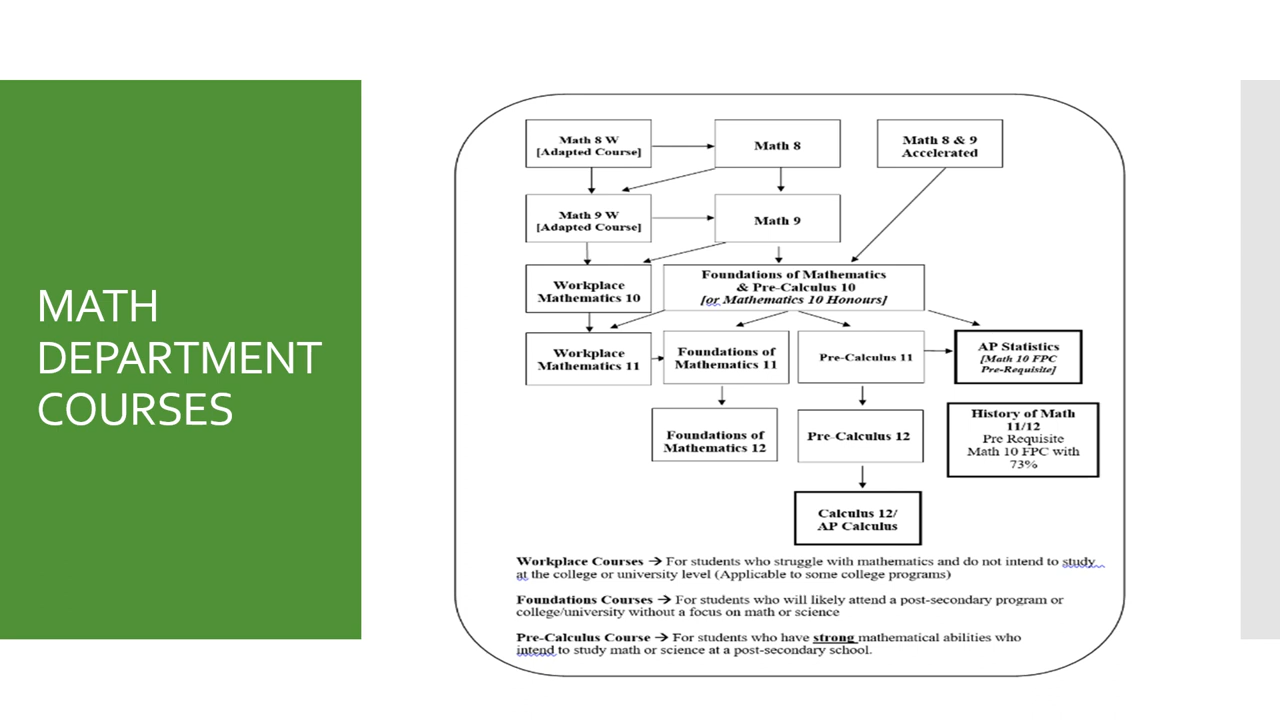 MATH
DEPARTMENT
COURSES
Math 8 W
[Adapted Course]
Math 8
Math 8 & 9
Accelerated
Math 9 W
[Adapted Course]
Math 9
Workplace
Mathematics 10
Foundations of Mathematics
& Pre-Calculus 10
[or Mathematics 10 Honours]
Workplace
Mathematics 11
Foundations of
Mathematics 11
Pre-Calculus 11
AP Statistics
[Math 10 FPC
Pre-Requisite]
Foundations of
Mathematics 12
Pre-Calculus 12
History of Math
11/12
Pre Requisite
Math 10 FPC with
73%
Calculus 12/
AP Calculus
Workplace Courses → For students who struggle with mathematics and do not intend to study
at the college or university level (Applicable to some college programs)
Foundations Courses → For students who will likely attend a post-secondary program or
college/university without a focus on math or science
Pre-Calculus Course → For students who have strong mathematical abilities who
intend to study math or science at a post-secondary school.